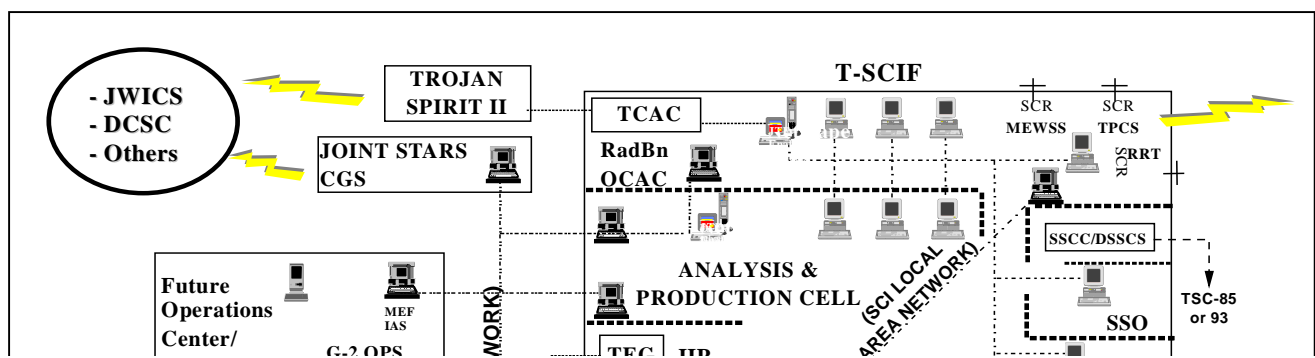 - JWICS
- DCSC
- Others
TROJAN
SPIRIT II
JOINT STARS
CGS
T-SCIF
TCAC
RadBn
OCAC
SCR
MEWSS
SCR
TPCS
SCR
RRT
SSCC/DSSCS
TSC-85
or 93
SSO
ANALYSIS &
PRODUCTION CELL
(SCI LOCAL
AREA NETWORK)
Future
Operations
Center/
MEF
IAS
G-2 OPS
WORK)
TEG